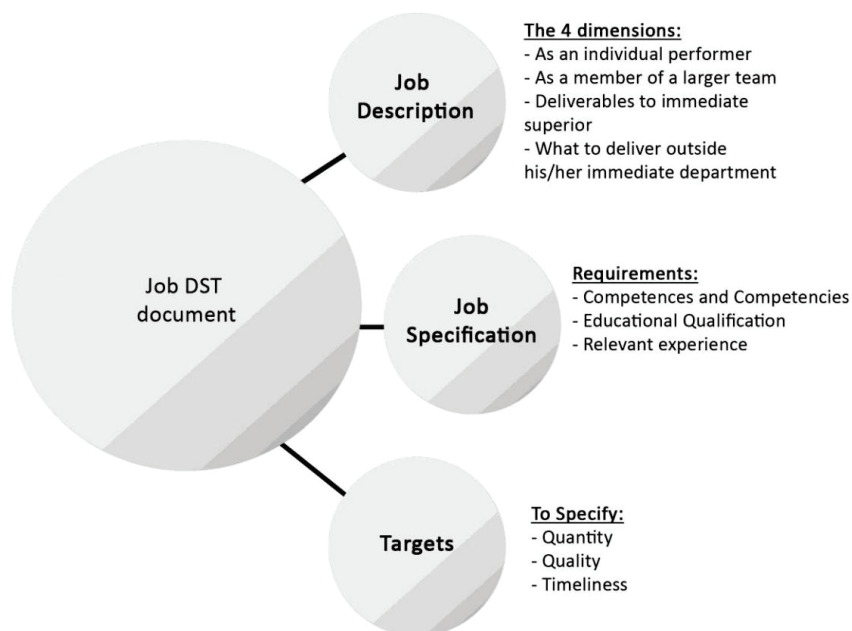 Job DST
document
Job
Description
The 4 dimensions:
- As an individual performer
- As a member of a larger team
- Deliverables to immediate
superior
- What to deliver outside
his/her immediate department
Job
Specification
Requirements:
- Competences and Competencies
- Educational Qualification
- Relevant experience
Targets
To Specify:
- Quantity
- Quality
- Timeliness